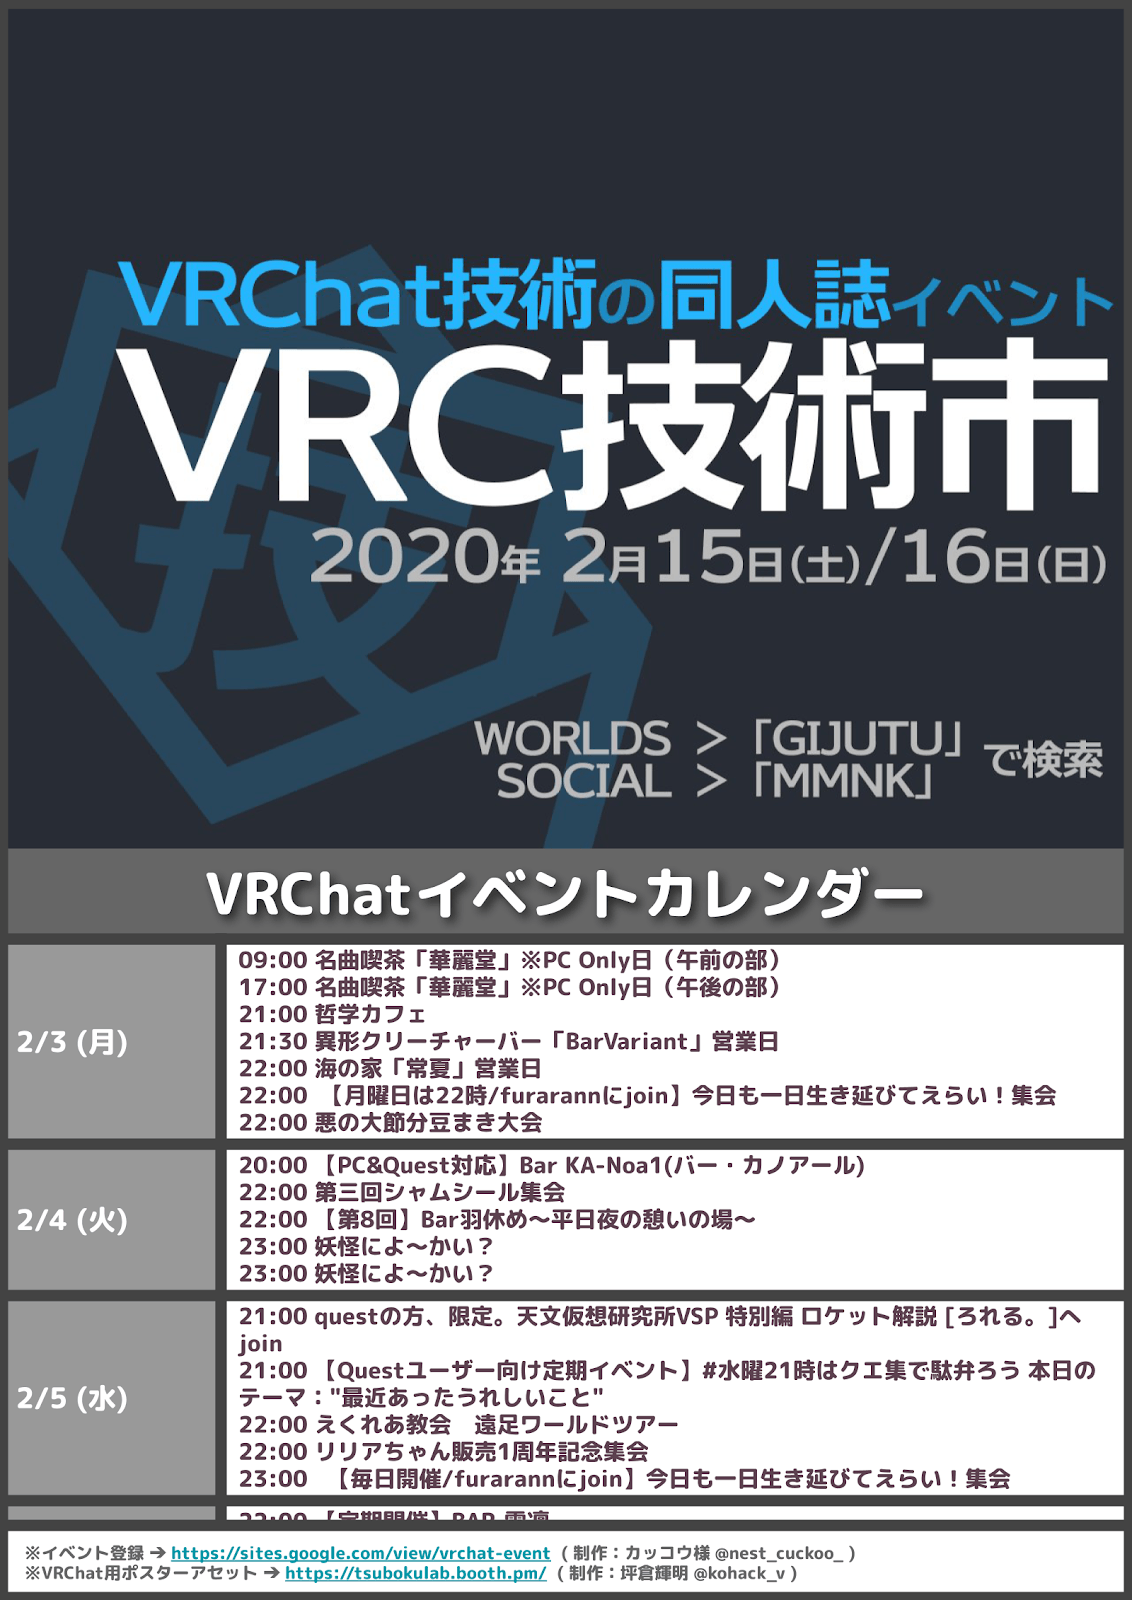 VRChat技術の同人誌イベント
VRC技術市
2020年 2月15日(土)/16日(日)
WORLDS > 「GIJUTU」
SOCIAL > 「MMNK」 で検索
VRChatイベントカレンダー
2/3 (月)
09:00 名曲喫茶「華麗堂」※PC Only日（午前の部）
17:00 名曲喫茶「華麗堂」※PC Only日（午後の部）
21:00 哲学カフェ
21:30 異形クリーチャーバー「BarVariant」営業日
22:00 海の家「常夏」営業日
22:00 【月曜日は22時/furarannにjoin】今日も一日生き延びてえらい！集会
22:00 悪の大節分豆まき大会
2/4 (火)
20:00 【PC&Quest対応】Bar KA-Noa1(バー・カノアール)
22:00 第三回シャムシール集会
22:00 【第8回】Bar羽休め～平日夜の憩いの場～
23:00 妖怪によ～かい？
23:00 妖怪によ～かい？
2/5 (水)
21:00 questの方、限定。天文仮想研究所VSP 特別編 ロケット解説 [ろれる。]へ
join
21:00 【Questユーザー向け定期イベント】#水曜21時はクエ集で駄弁ろう 本日の
テーマ："最近あったうれしいこと"
22:00 えくれあ教会　遠足ワールドツアー
22:00 リリアちゃん販売1周年記念集会
23:00 【毎日開催/furarannにjoin】今日も一日生き延びてえらい！集会
※イベント登録 → https://sites.google.com/view/vrchat-event ( 制作：カッコウ様 @nest_cuckoo_ )
※VRChat用ポスターアセット → https://tsubokulab.booth.pm/ ( 制作：坪倉輝明 @kohack_v )